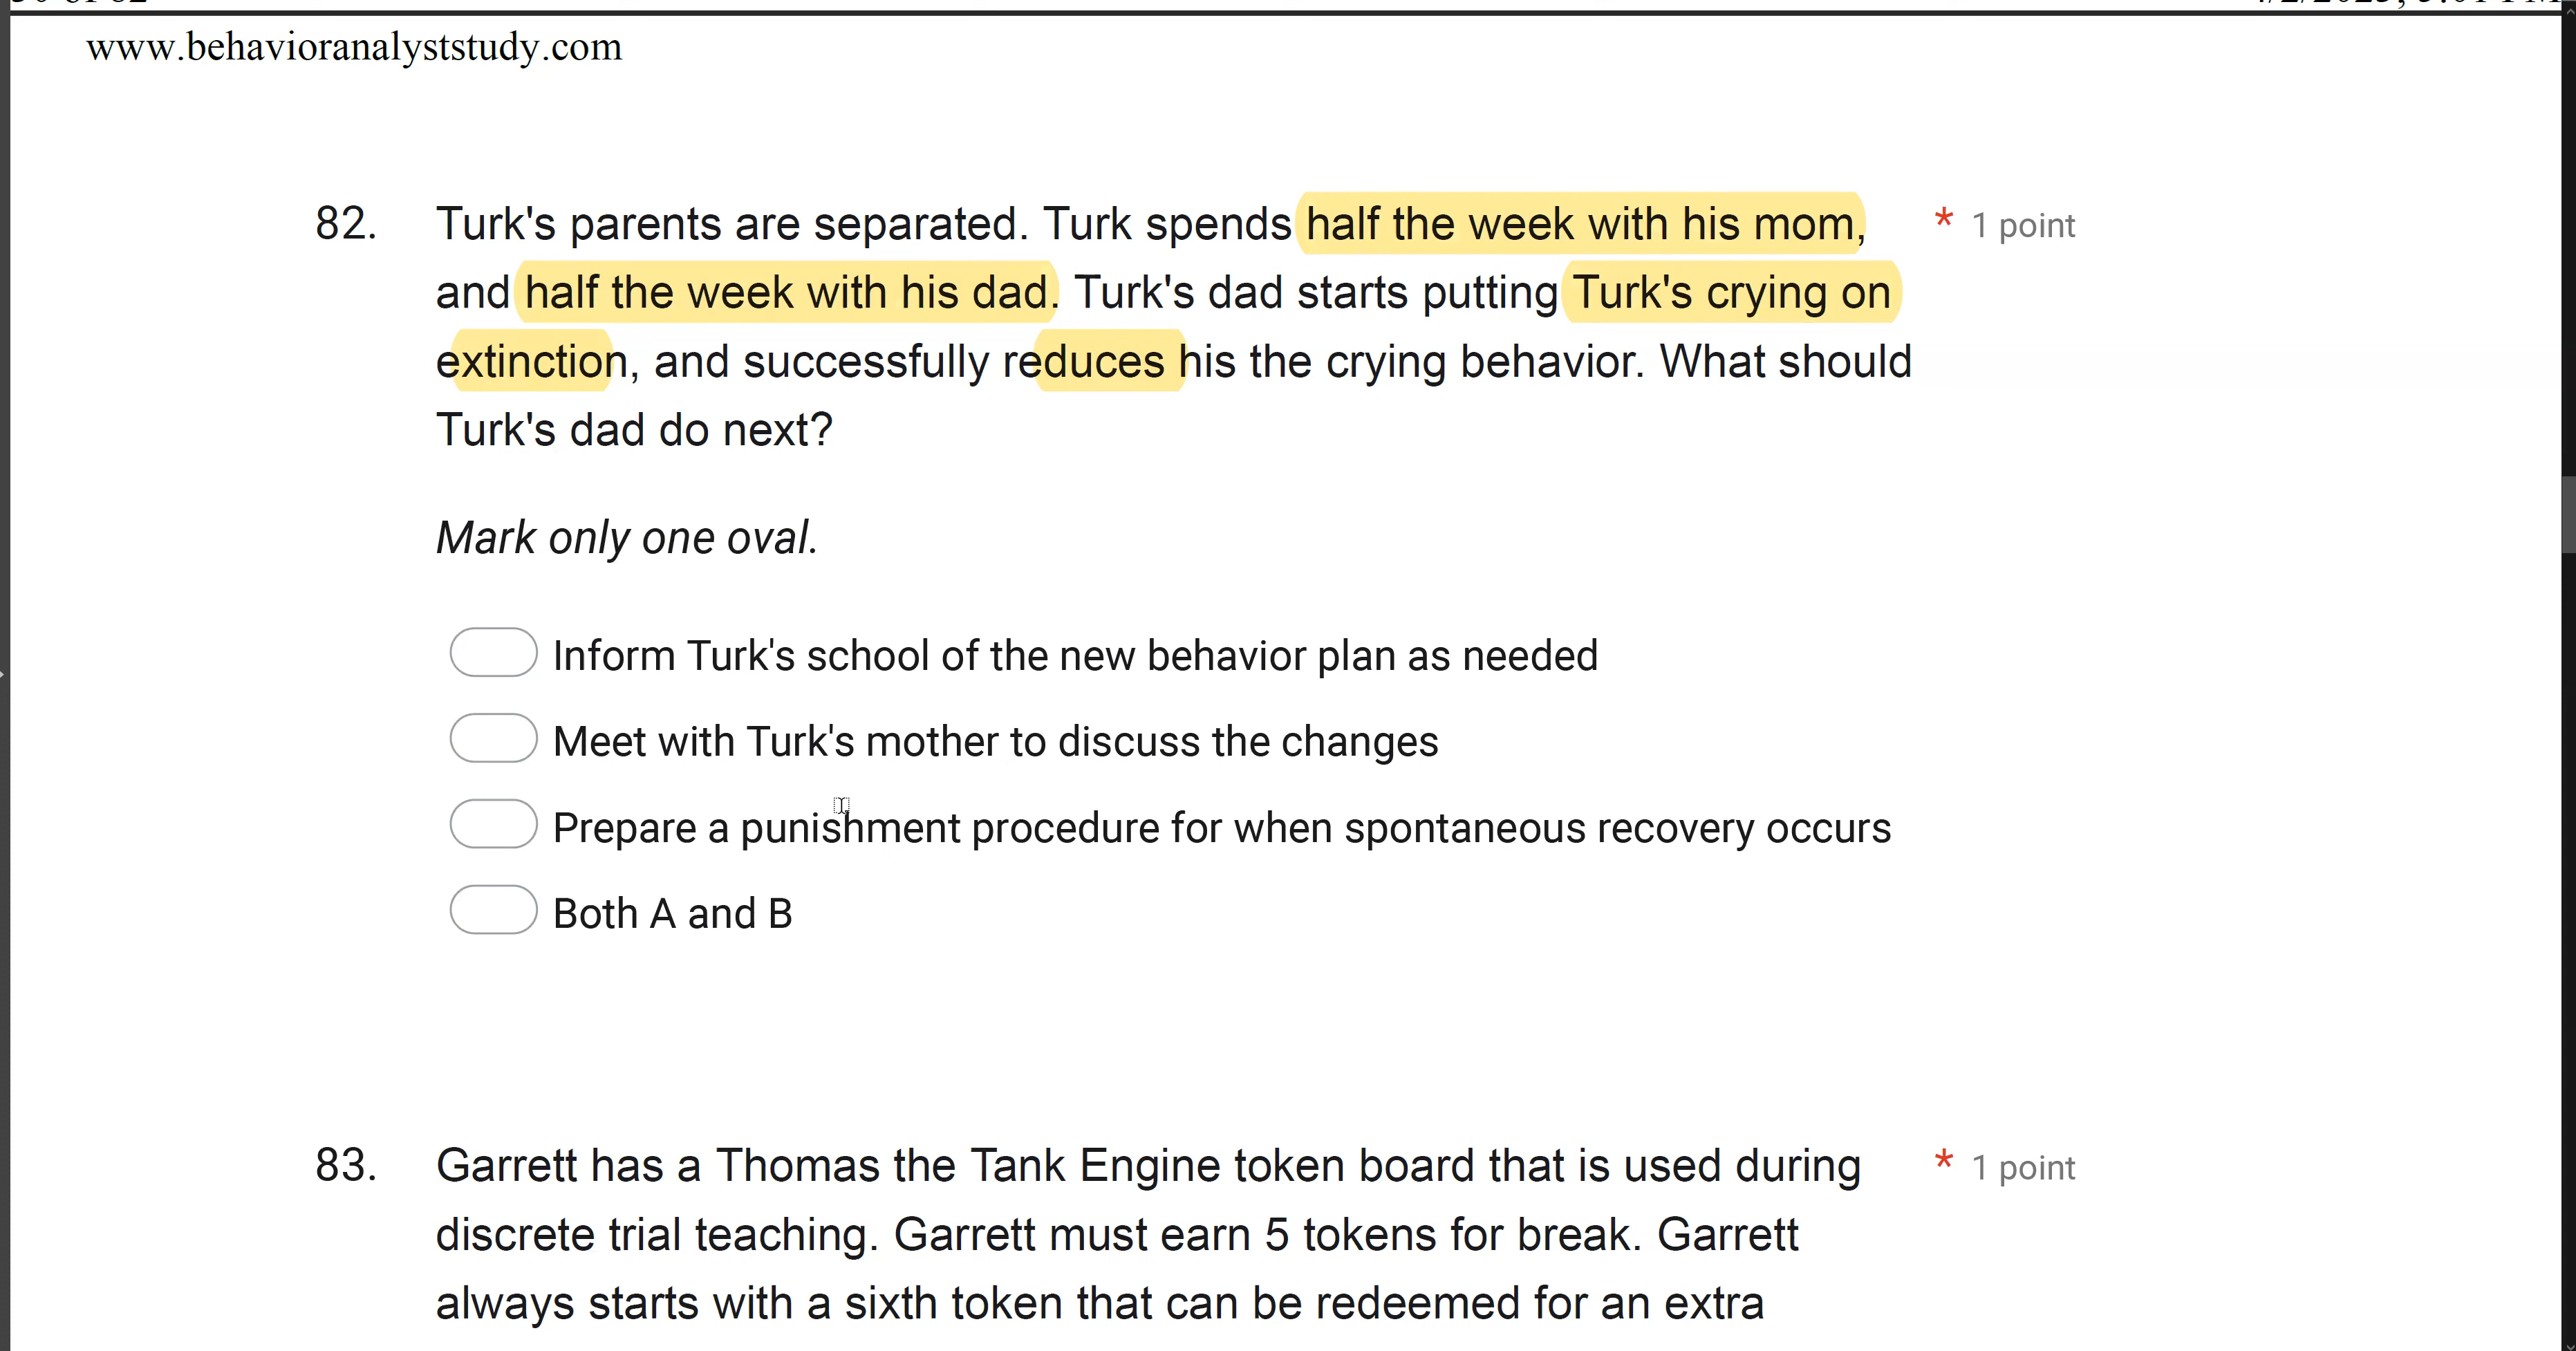 www.behavioranalyststudy.com
82. Turk's parents are separated. Turk spends half the week with his mom, * 1 point
and half the week with his dad. Turk's dad starts putting Turk's crying on
extinction, and successfully reduces his the crying behavior. What should
Turk's dad do next?
Mark only one oval.
Inform Turk's school of the new behavior plan as needed
Meet with Turk's mother to discuss the changes
Prepare a punishment procedure for when spontaneous recovery occurs
Both A and B
83. Garrett has a Thomas the Tank Engine token board that is used during * 1 point
discrete trial teaching. Garrett must earn 5 tokens for break. Garrett
always starts with a sixth token that can be redeemed for an extra